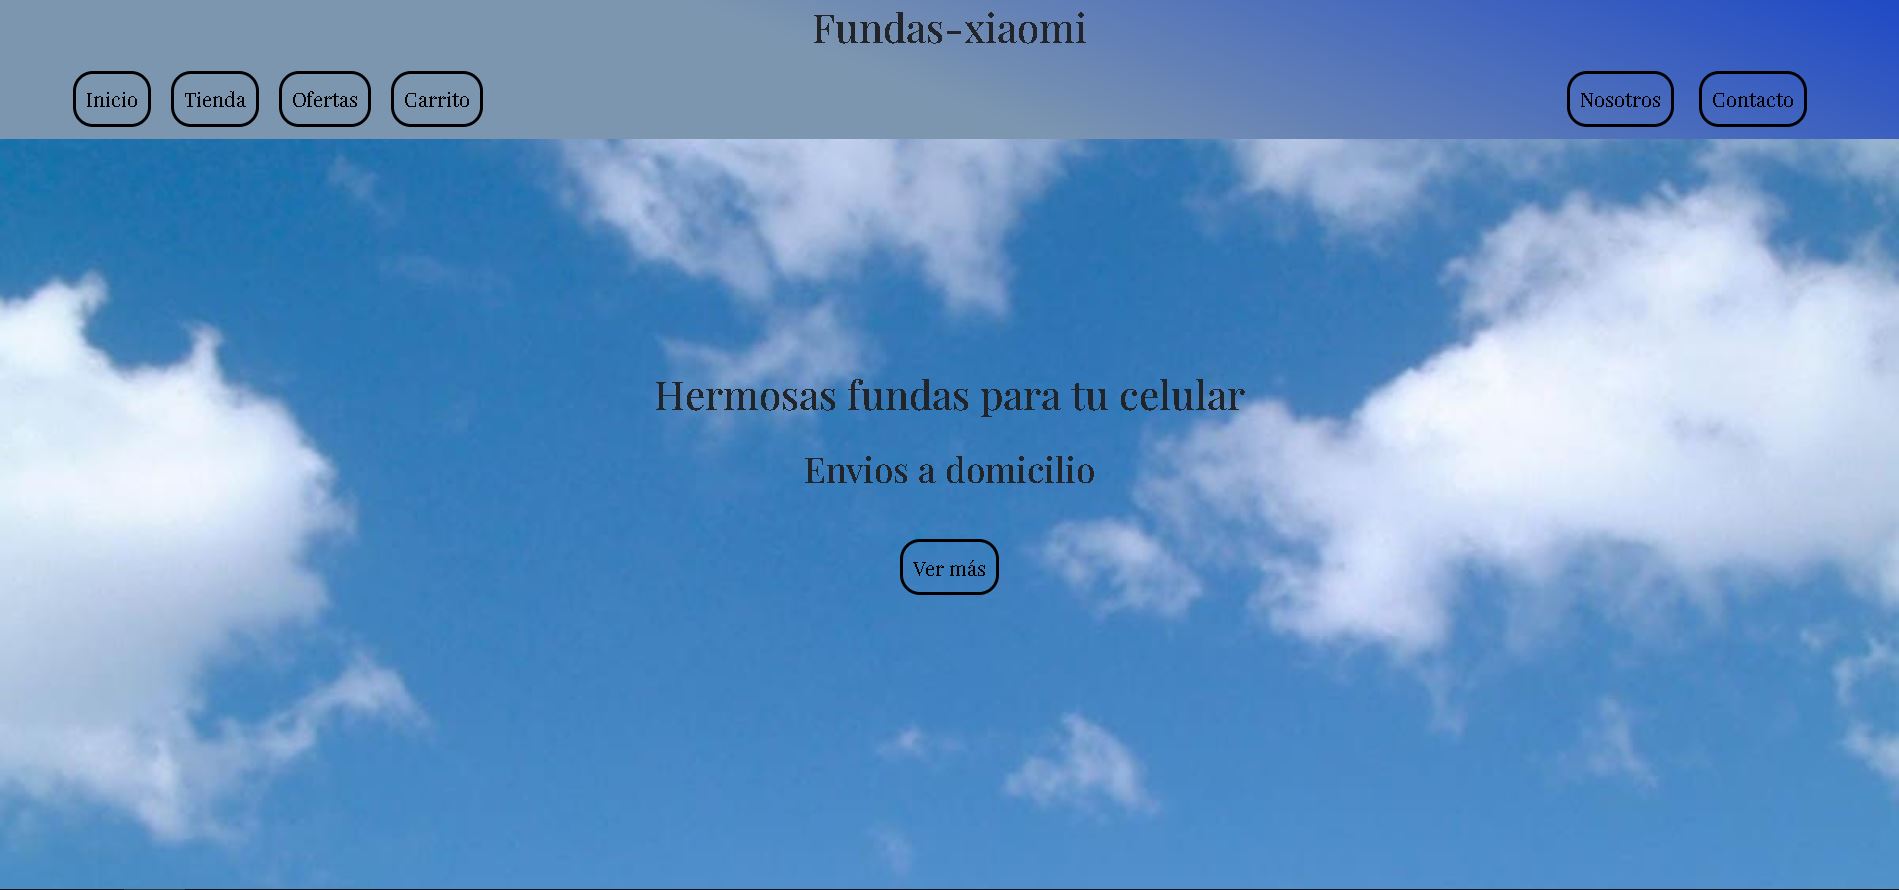 Fundas-xiaomi
Inicio Tienda Ofertas Carrito Nosotros Contacto
Hermosas fundas para tu celular
Envios a domicilio
Ver más